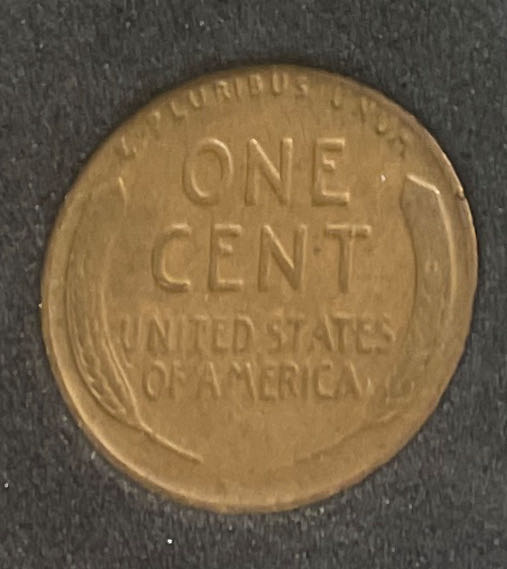 E·PLURIBUS·UNUM
ONE
CENT
UNITED STATES
OF AMERICA